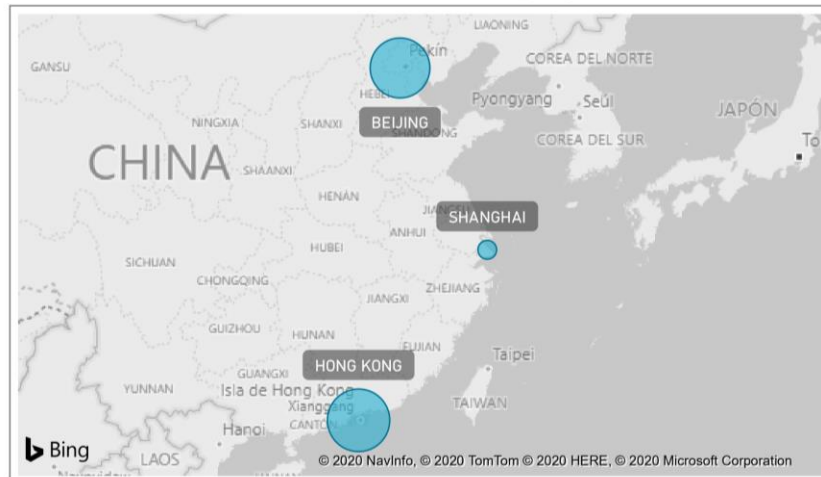 LIAONING
GANSU
Pekín
COREA DEL NORTE
HEBEI
Pyongyang
Seúl
JAPÓN
BEIJING
NINGXIA
SHANXI
SHANDONG
COREA DEL SUR
To
CHINA
SHAANXI
HENÁN
JIANGSU
SHANGHAI
ANHUI
HUBEI
SICHUAN
CHONGQING
ZHEJIANG
JIANGXI
GUIZHOU
HUNAN
FUJIAN
Taipei
HONG KONG
GUANGXI
YUNNAN
Isla de Hong Kong
Xianggang
TAIWAN
CANTÓN
Hanoi
Bing
LAOS
© 2020 NavInfo, © 2020 TomTom © 2020 HERE, © 2020 Microsoft Corporation